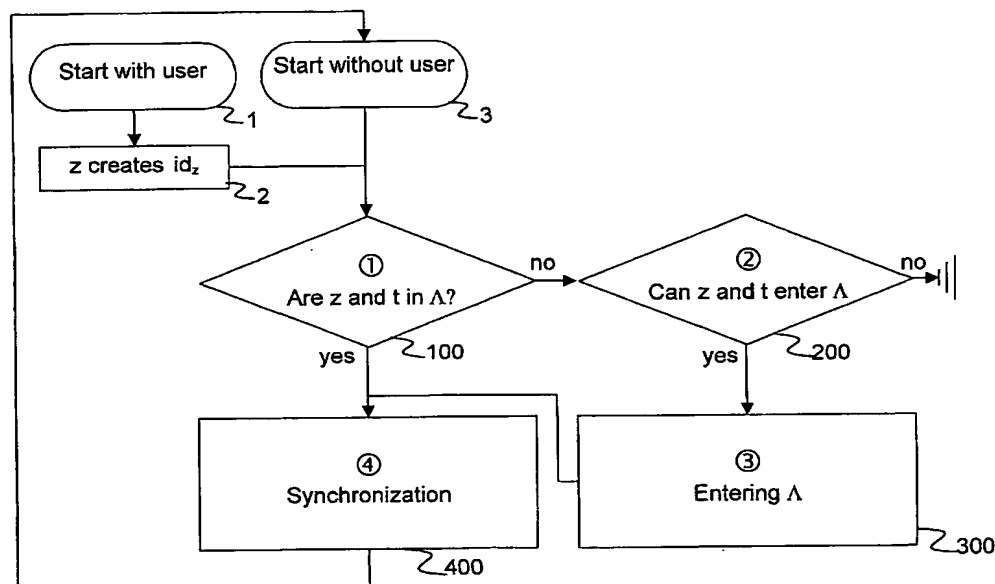 Start with user
1
Start without user
3
z creates id_z
2
①
Are z and t in Λ?
100
no
②
Can z and t enter Λ
200
no
yes
yes
④
Synchronization
400
③
Entering Λ
300